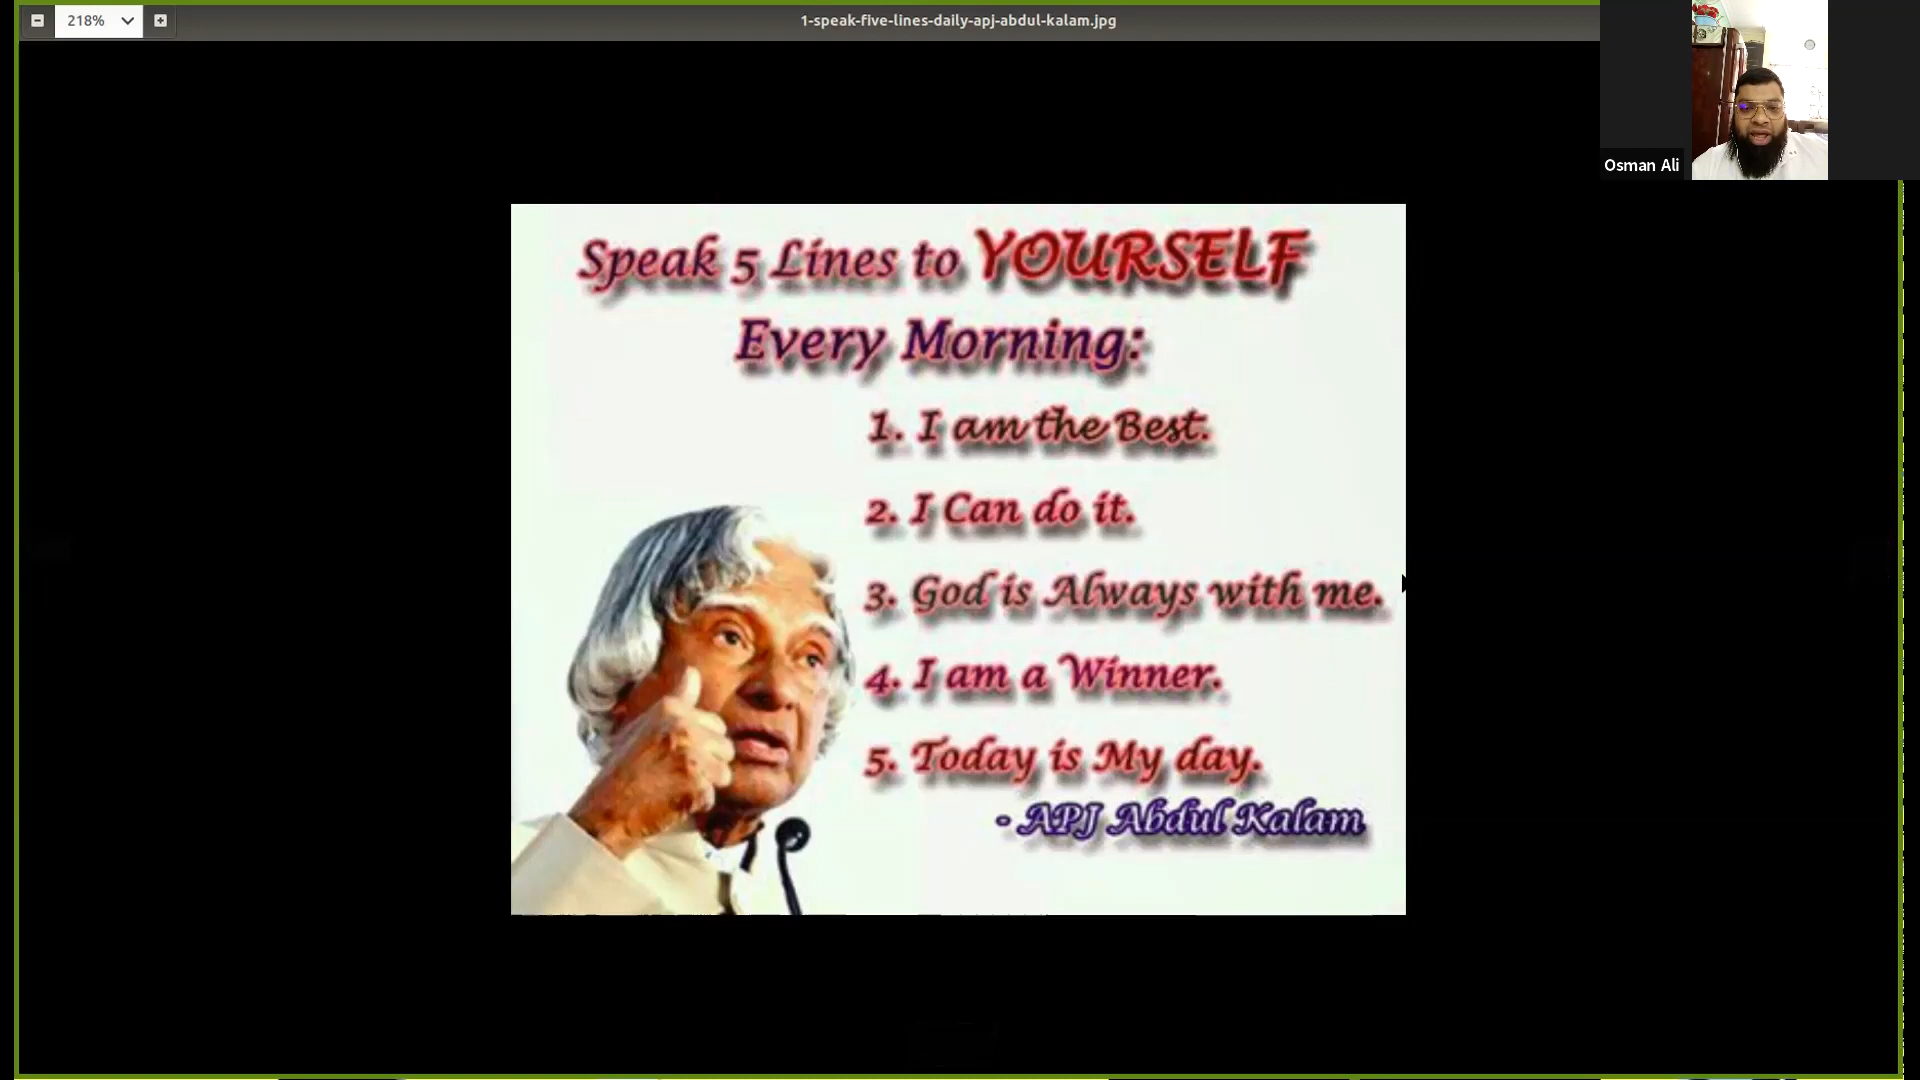 218%
1-speak-five-lines-daily-apj-abdul-kalam.jpg
Osman Ali
Speak 5 Lines to YOURSELF
Every Morning:
1. I am the Best.
2. I Can do it.
3. God is Always with me.
4. I am a Winner.
5. Today is My day.
- APJ Abdul Kalam